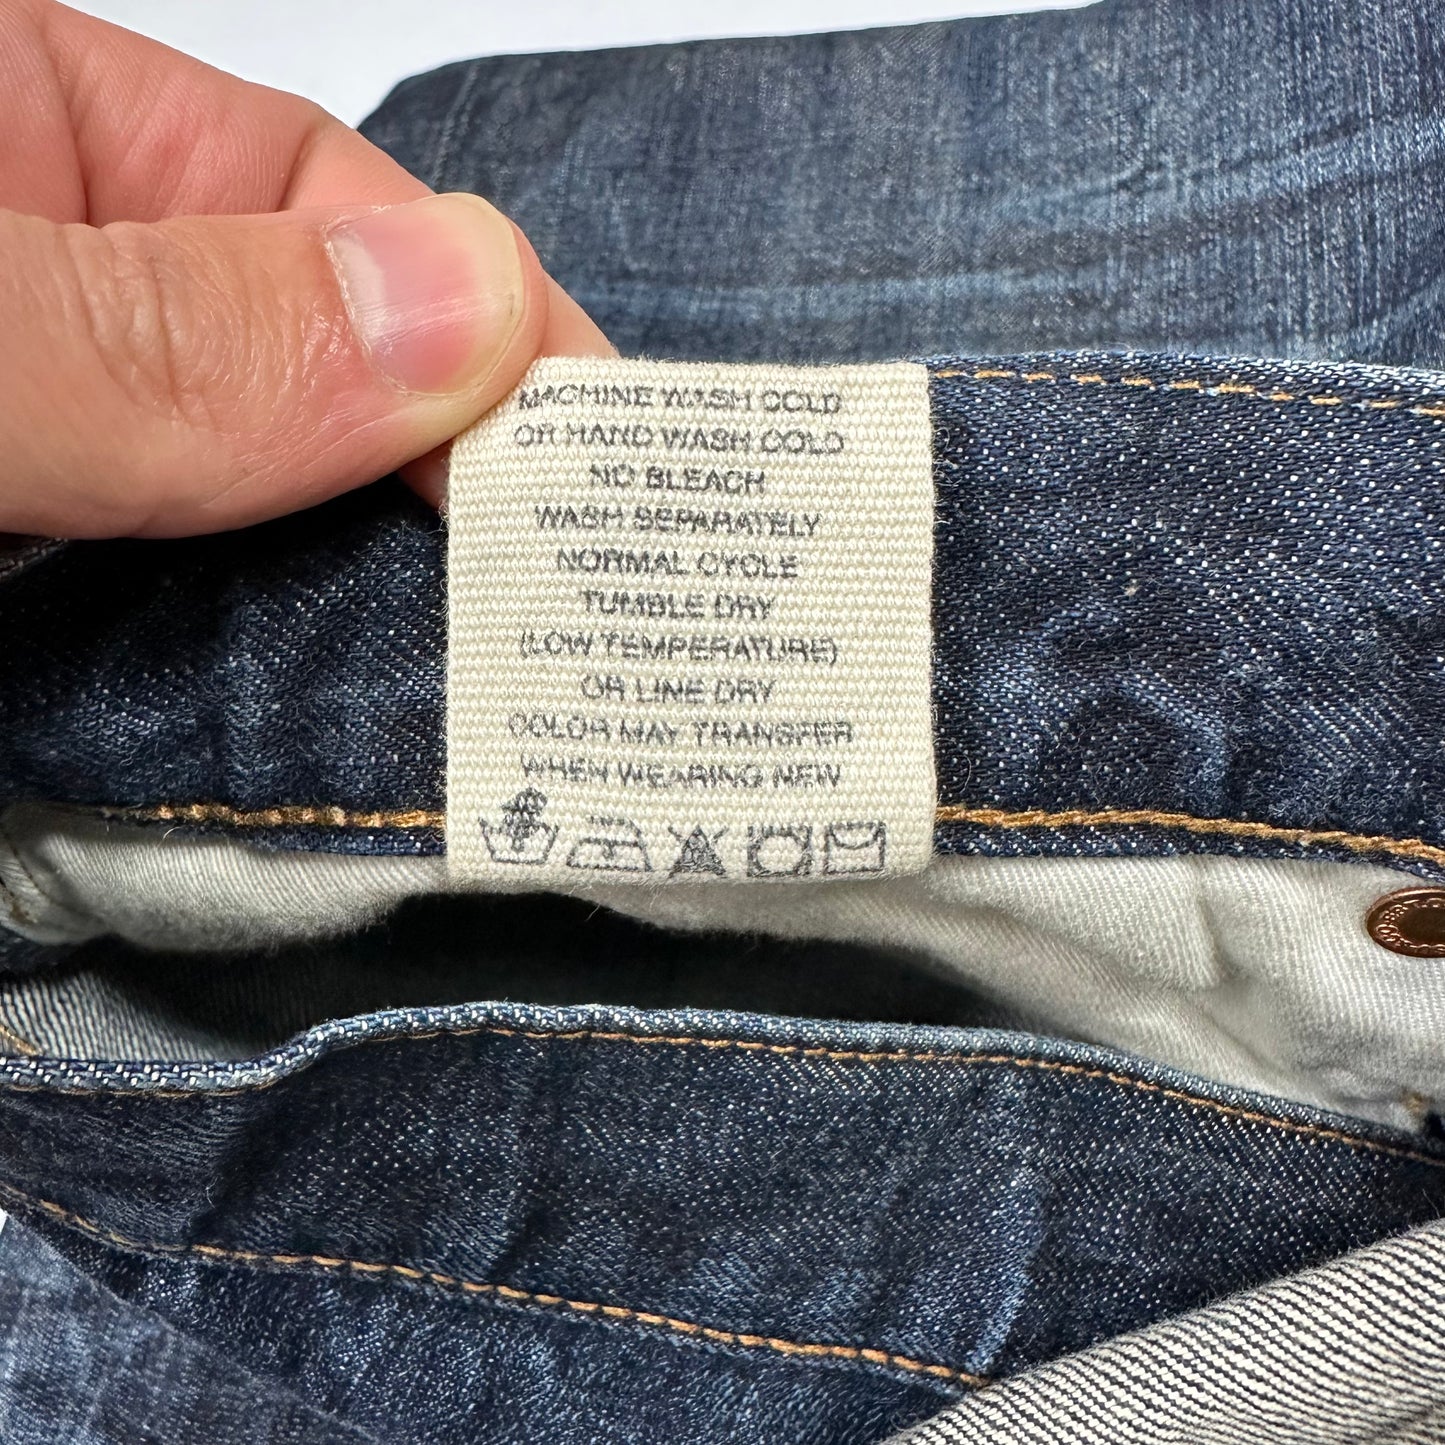 MACHINE WASH COLD
OR HAND WASH COLD
NO BLEACH
WASH SEPARATELY
NORMAL CYCLE
TUMBLE DRY
(LOW TEMPERATURE)
OR LINE DRY
COLOR MAY TRANSFER
WHEN WEARING NEW